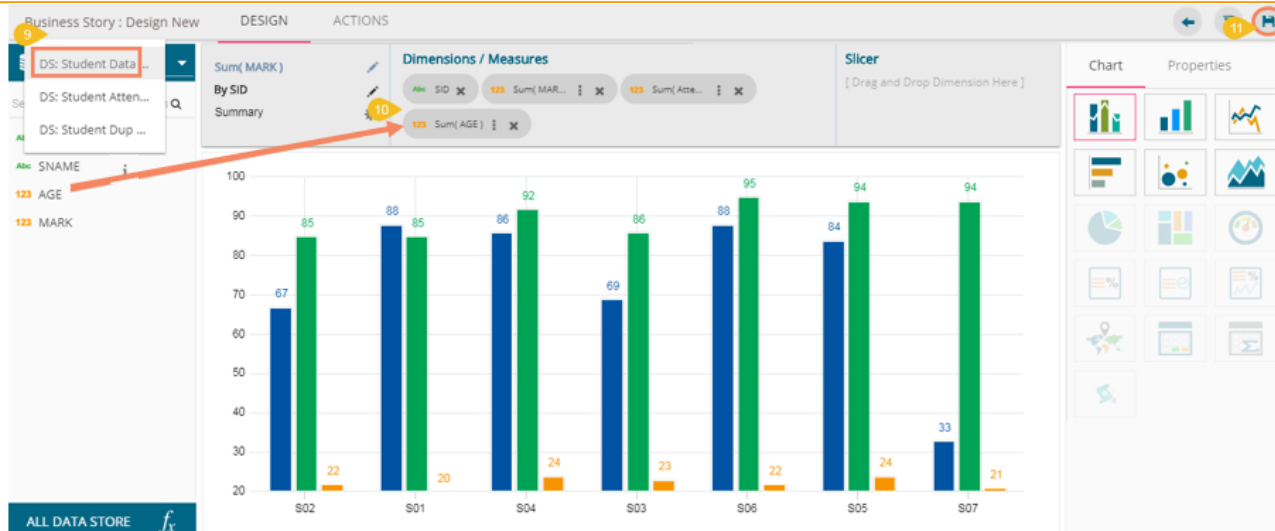 Business Story : Design New
DESIGN
ACTIONS
9
11
DS: Student Data ...
DS: Student Atten...
DS: Student Dup ...
Abc SNAME
i
123 AGE
123 MARK
ALL DATA STORE fx
Sum( MARK )
By SID
Summary
10
Dimensions / Measures
Abc SID
123 Sum( MAR...
123 Sum( Atte...
123 Sum( AGE )
Slicer
[ Drag and Drop Dimension Here ]
Chart
Properties
100
90
80
70
60
50
40
30
20
67
85
22
88
85
20
86
92
24
69
86
23
88
95
22
84
94
24
33
94
21
S02
S01
S04
S03
S06
S05
S07